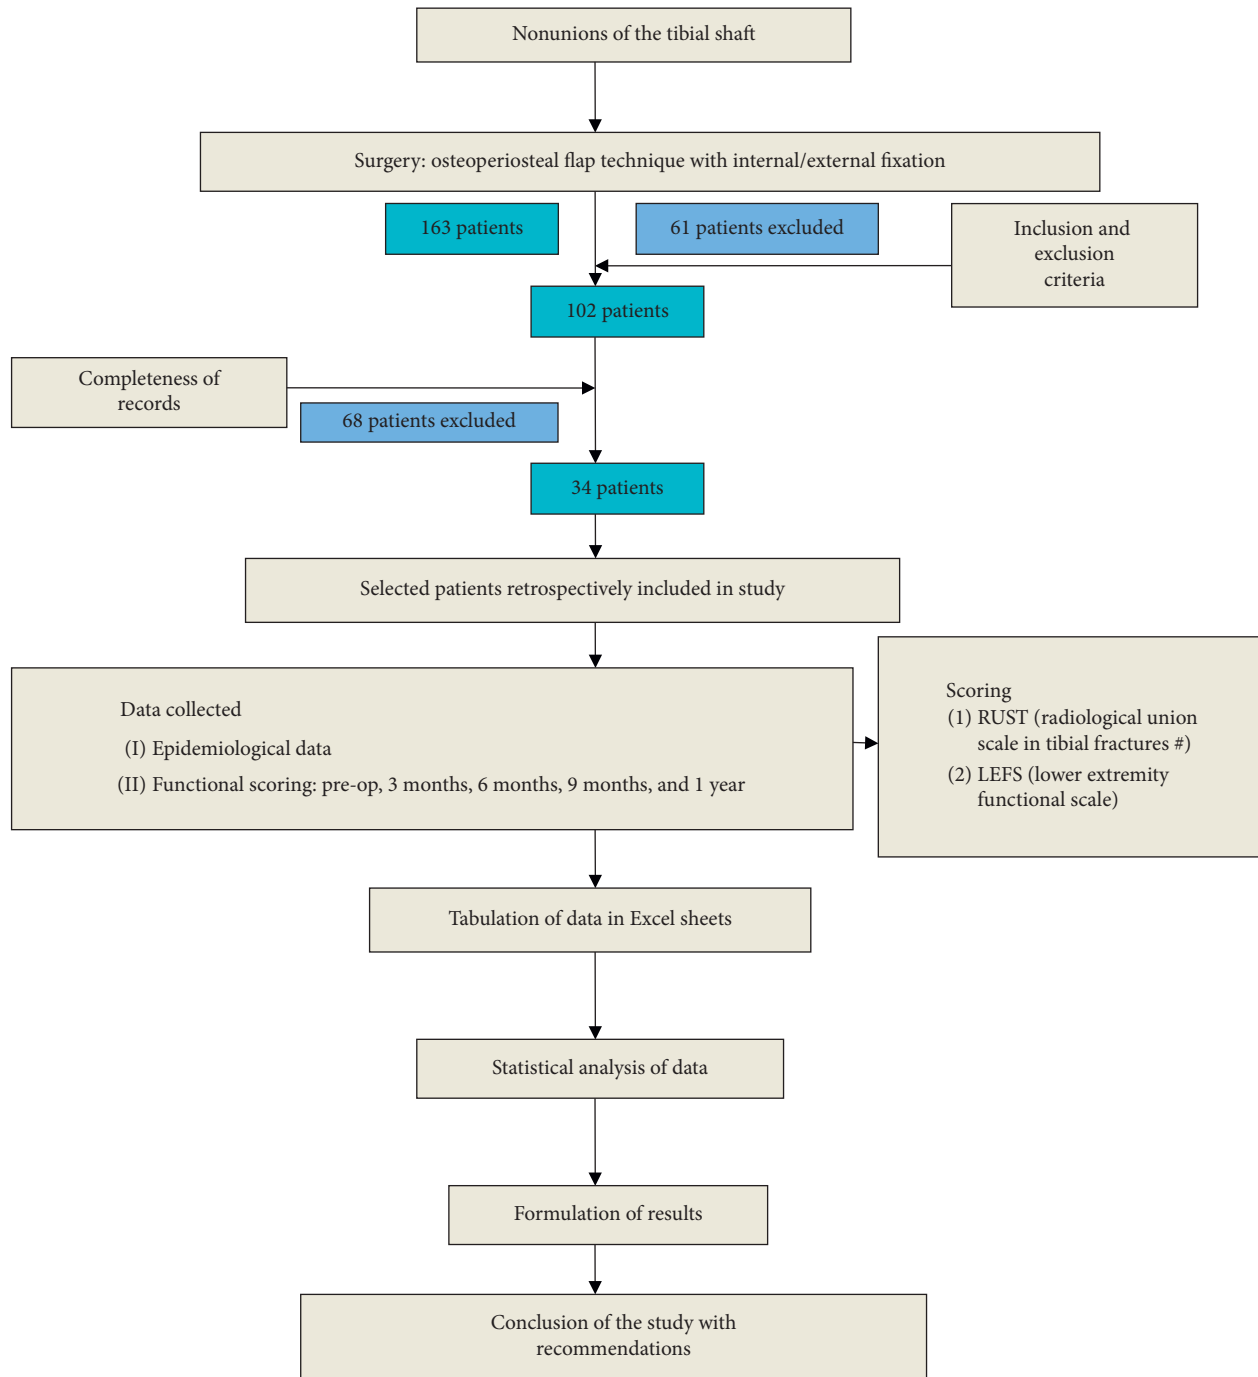 Nonunions of the tibial shaft
Surgery: osteoperiosteal flap technique with internal/external fixation
163 patients
61 patients excluded
Inclusion and
exclusion
criteria
102 patients
Completeness of
records
68 patients excluded
34 patients
Selected patients retrospectively included in study
Data collected
(I) Epidemiological data
(II) Functional scoring: pre-op, 3 months, 6 months, 9 months, and 1 year
Scoring
(1) RUST (radiological union
scale in tibial fractures #)
(2) LEFS (lower extremity
functional scale)
Tabulation of data in Excel sheets
Statistical analysis of data
Formulation of results
Conclusion of the study with
recommendations